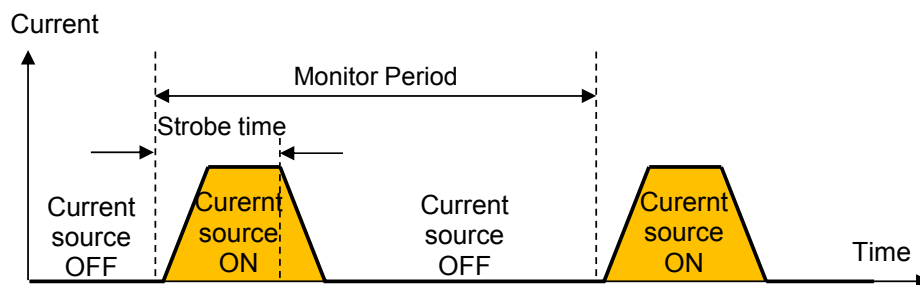 Current
Monitor Period
Strobe time
Current
source
OFF
Curernt
source
ON
Current
source
OFF
Curernt
source
ON
Time